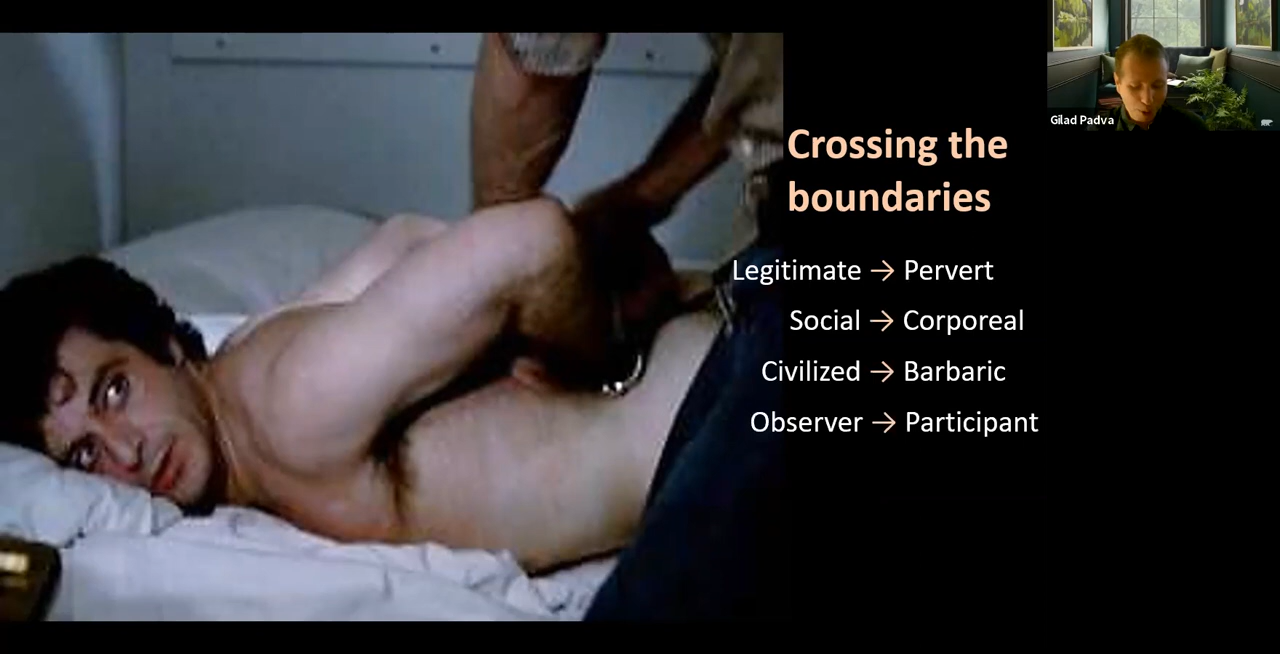 Gilad Padva
Crossing the
boundaries
Legitimate → Pervert
Social → Corporeal
Civilized → Barbaric
Observer → Participant